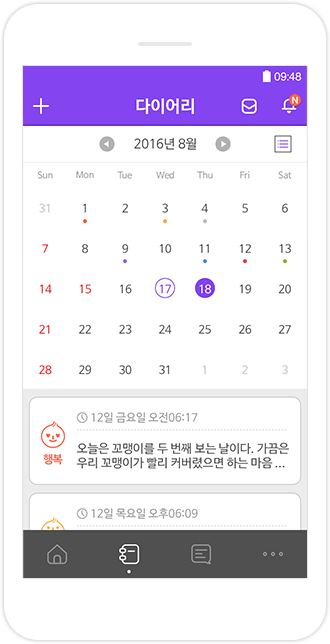 09:48
다이어리
N
2016년 8월
Sun Mon Tue Wed Thu Fri Sat
31 1 2 3 4 5 6
7 8 9 10 11 12 13
14 15 16 17 18 19 20
21 22 23 24 25 26 27
28 29 30 31 1 2 3
12일 금요일 오전06:17
행복
오늘은 꼬맹이를 두 번째 보는 날이다. 가끔은
우리 꼬맹이가 빨리 커버렸으면 하는 마음 ...
12일 목요일 오후06:09